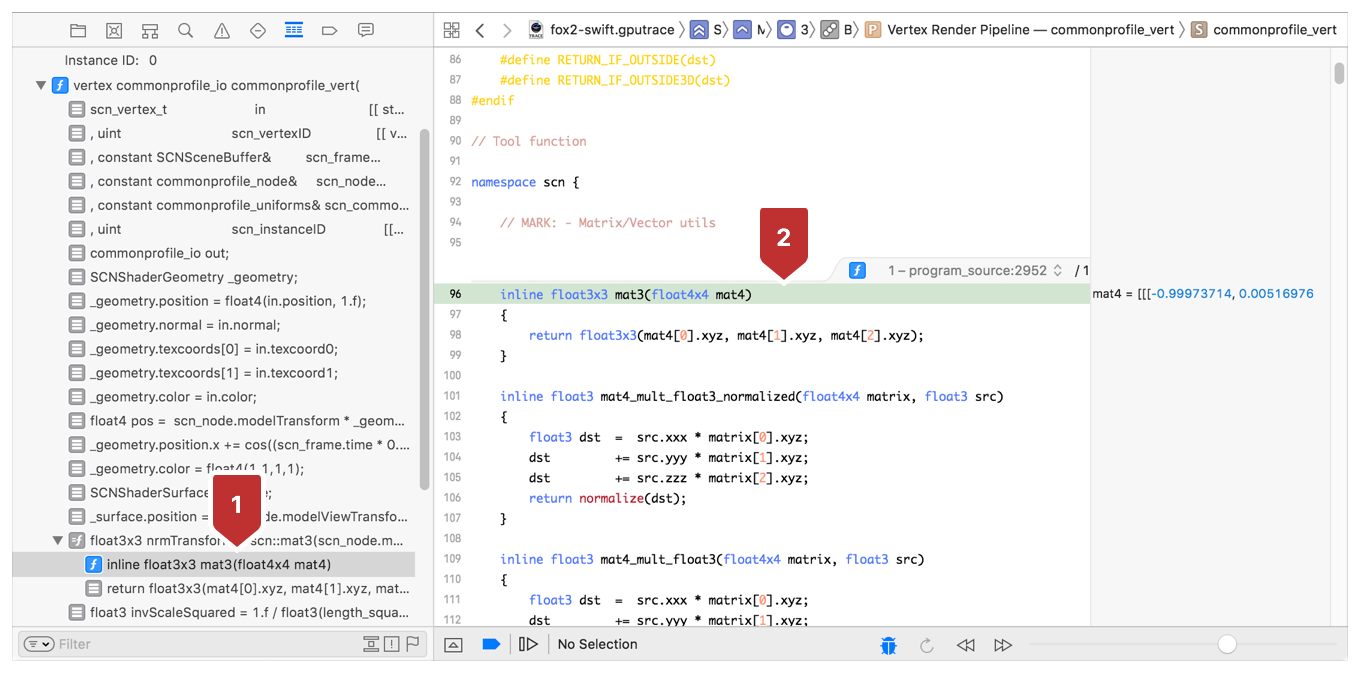 fox2-swift.gputrace S 3 B P Vertex Render Pipeline — commonprofile_vert S commonprofile_vert
Instance ID: 0
vertex commonprofile_io commonprofile_vert(
scn_vertex_t in [[ st...
, uint scn_vertexID [[ v...
, constant SCNSceneBuffer& scn_frame...
, constant commonprofile_node& scn_node...
, constant commonprofile_uniforms& scn_commo...
, uint scn_instanceID [[...
commonprofile_io out;
SCNShaderGeometry _geometry;
_geometry.position = float4(in.position, 1.f);
_geometry.normal = in.normal;
_geometry.texcoords[0] = in.texcoord0;
_geometry.texcoords[1] = in.texcoord1;
_geometry.color = in.color;
float4 pos = scn_node.modelTransform * _geom...
_geometry.position.x += cos((scn_frame.time * 0....
_geometry.color = float4(1,1,1,1);
SCNShaderSurface ;
_surface.position = de.modelViewTransfo...
1
float3x3 nrmTransfor scn::mat3(scn_node.m...
inline float3x3 mat3(float4x4 mat4)
return float3x3(mat4[0].xyz, mat4[1].xyz, mat...
float3 invScaleSquared = 1.f / float3(length_squa...
Filter
86 #define RETURN_IF_OUTSIDE(dst)
87 #define RETURN_IF_OUTSIDE3D(dst)
88 #endif
89
90 // Tool function
91
92 namespace scn {
93
94 // MARK: - Matrix/Vector utils
95
2
1 – program_source:2952 / 1
96 inline float3x3 mat3(float4x4 mat4)
mat4 = [[[-0.99973714, 0.00516976
97 {
98 return float3x3(mat4[0].xyz, mat4[1].xyz, mat4[2].xyz);
99 }
100
101 inline float3 mat4_mult_float3_normalized(float4x4 matrix, float3 src)
102 {
103 float3 dst = src.xxx * matrix[0].xyz;
104 dst += src.yyy * matrix[1].xyz;
105 dst += src.zzz * matrix[2].xyz;
106 return normalize(dst);
107 }
108
109 inline float3 mat4_mult_float3(float4x4 matrix, float3 src)
110 {
111 float3 dst = src.xxx * matrix[0].xyz;
112 dst += src.yyy * matrix[1].xyz;
No Selection